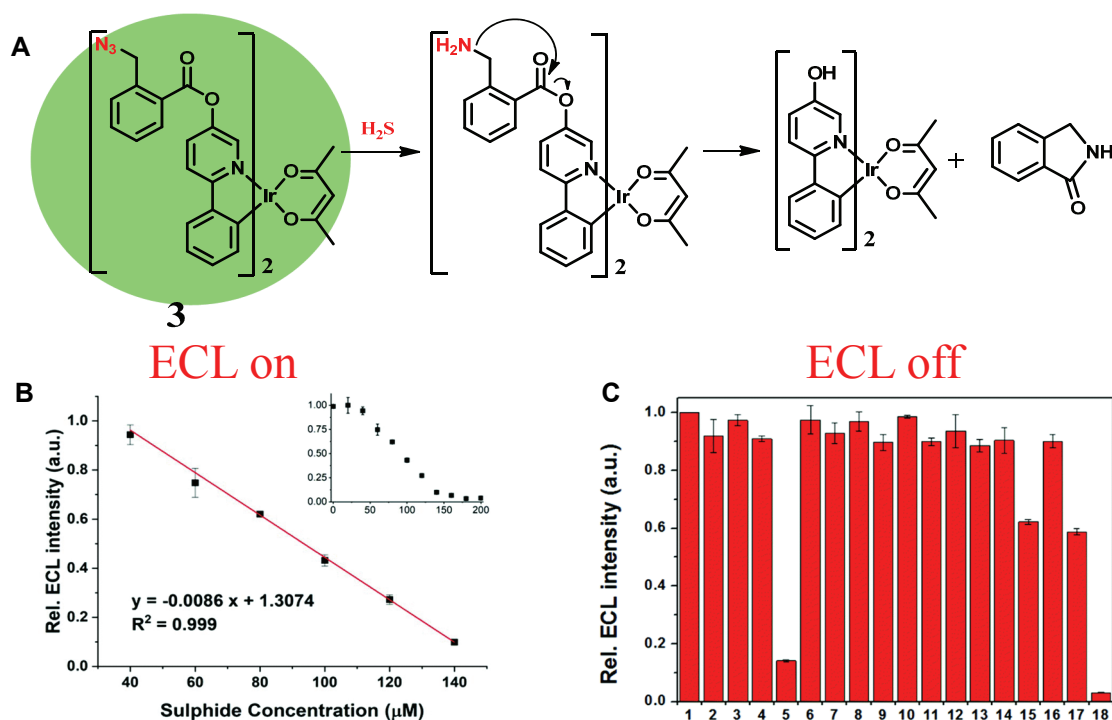 A
N3
O
O
N
Ir
O
O
2
3
H2S
H2N
O
O
N
Ir
O
O
2
OH
N
Ir
O
O
2
+
NH
O
ECL on
ECL off
B
Rel. ECL intensity (a.u.)
1.0
0.8
0.6
0.4
0.2
0.0
40 60 80 100 120 140
Sulphide Concentration (μM)
y = -0.0086 x + 1.3074
R² = 0.999
1.00
0.75
0.50
0.25
0.00
0 50 100 150 200
C
Rel. ECL intensity (a.u.)
1.0
0.8
0.6
0.4
0.2
0.0
1 2 3 4 5 6 7 8 9 10 11 12 13 14 15 16 17 18